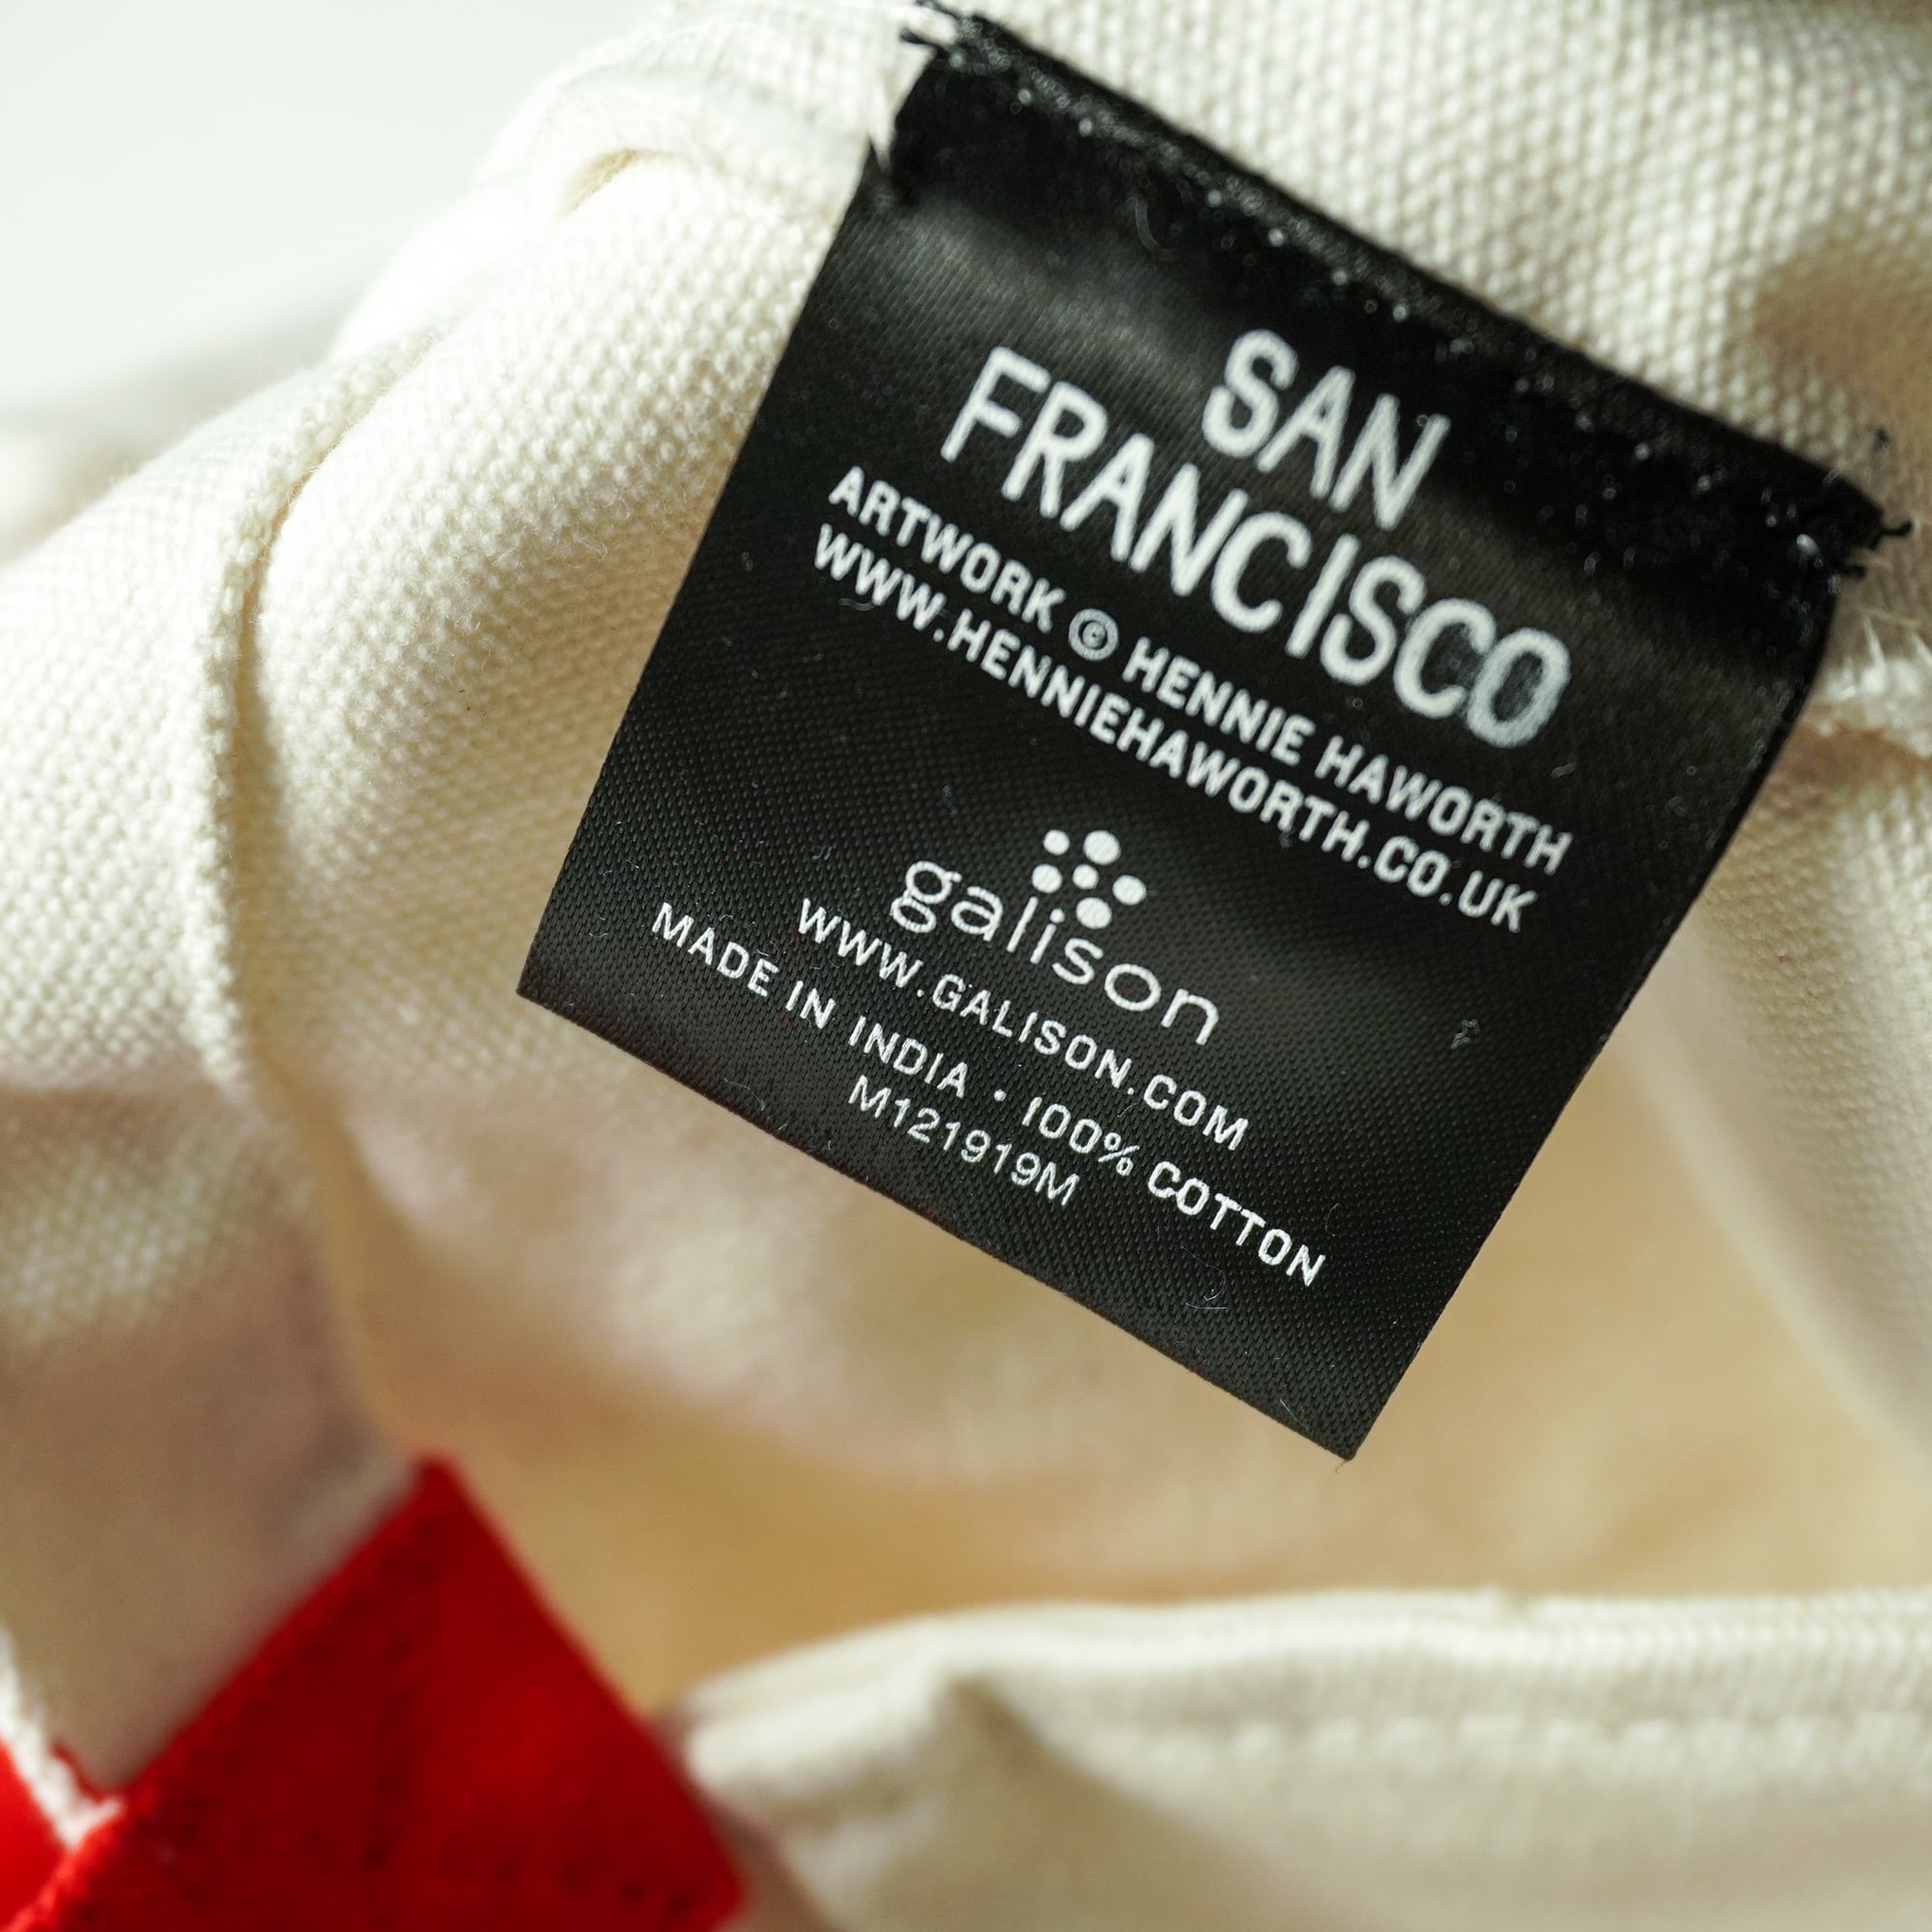 SAN
FRANCISCO
ARTWORK © HENNIE HAWORTH
WWW.HENNIEHAWORTH.CO.UK
galison
WWW.GALISON.COM
MADE IN INDIA • 100% COTTON
M121919M